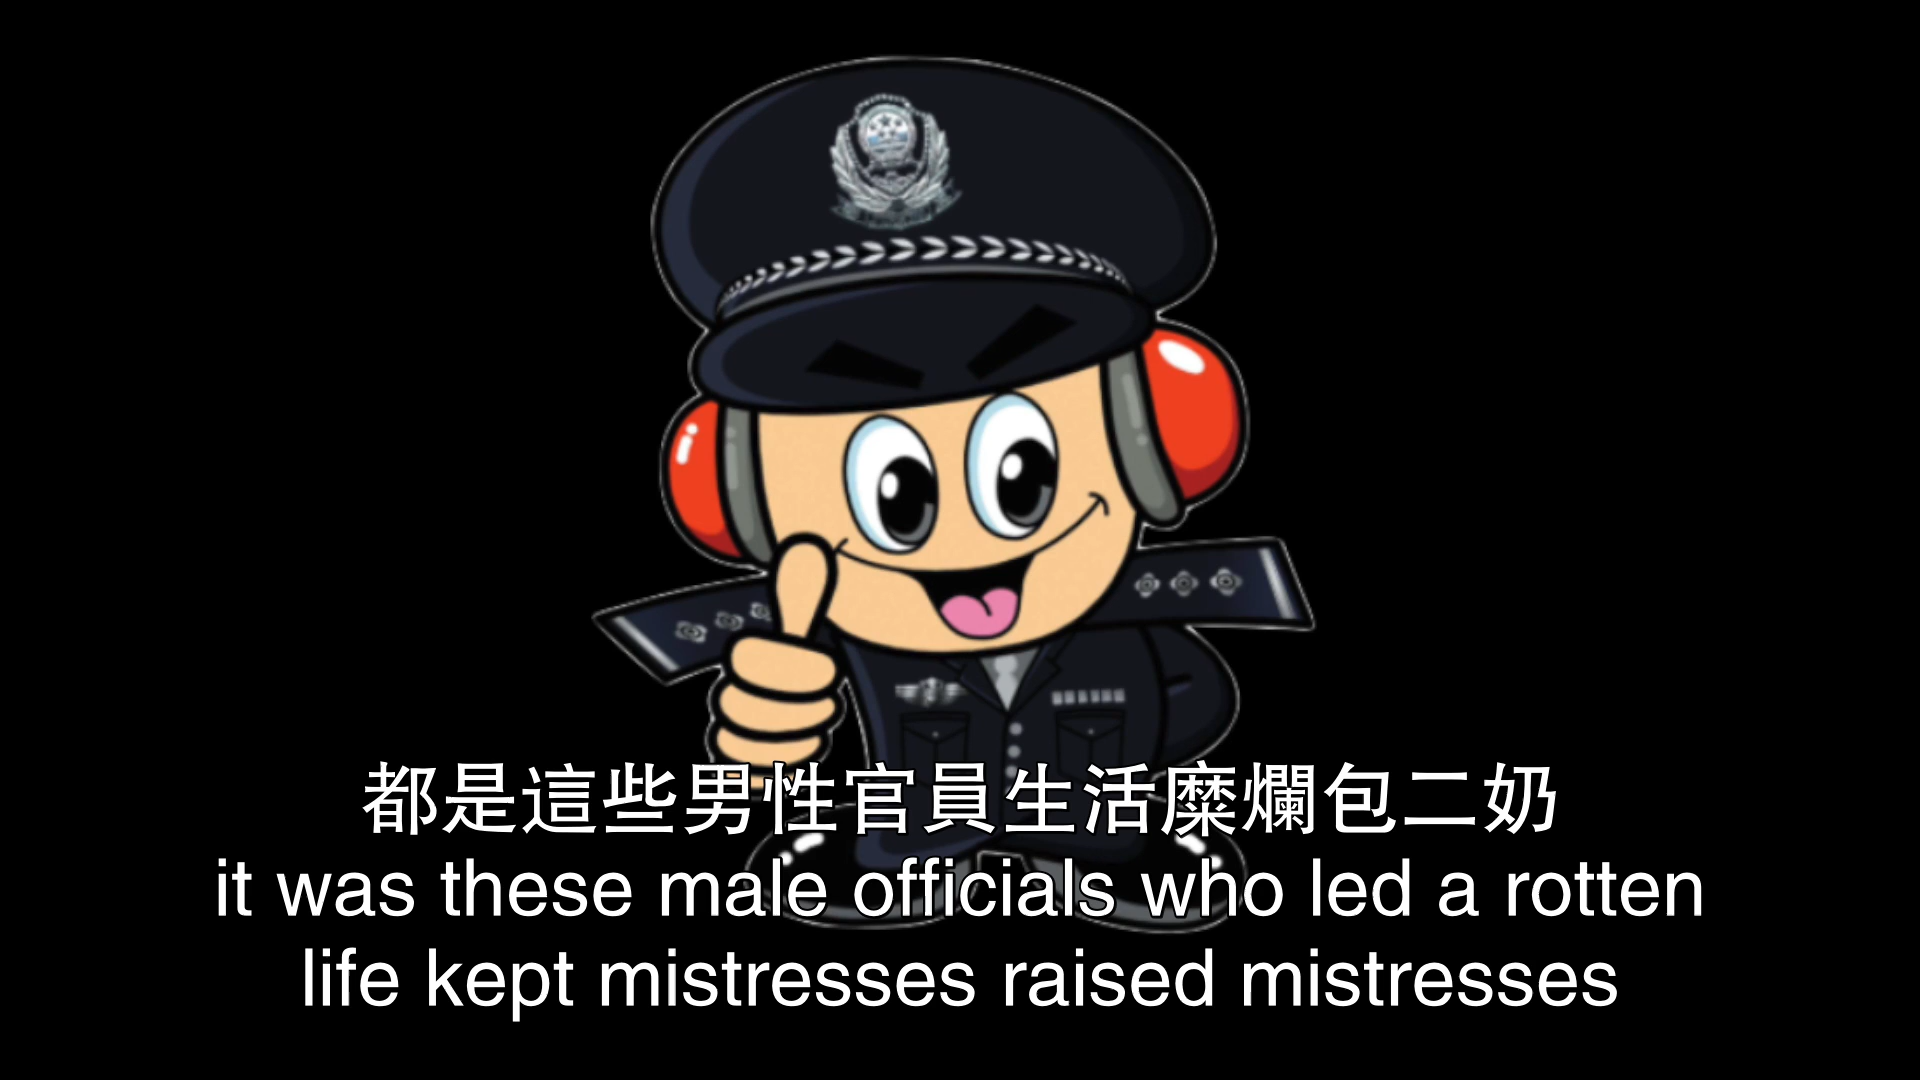 都是這些男性官員生活糜爛包二奶
it was these male officials who led a rotten
life kept mistresses raised mistresses